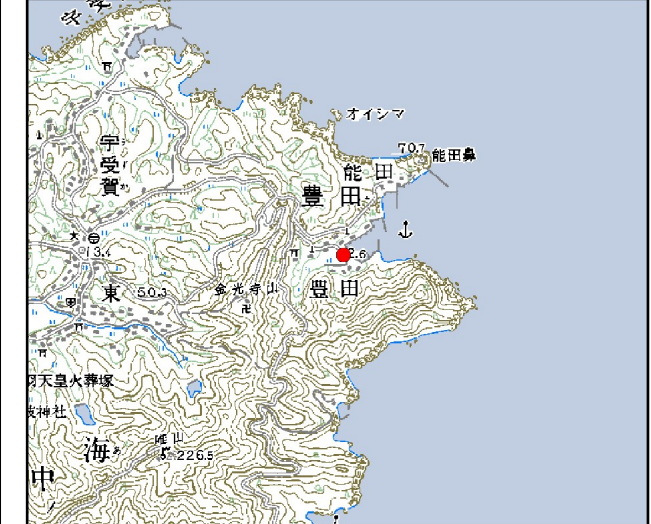 オイシマ
70.7
能田鼻
能田
豊田
宇受賀
13.4
2.6
東
50.3
金光寺山
豊田
天皇火葬塚
神社
海
226.5
中